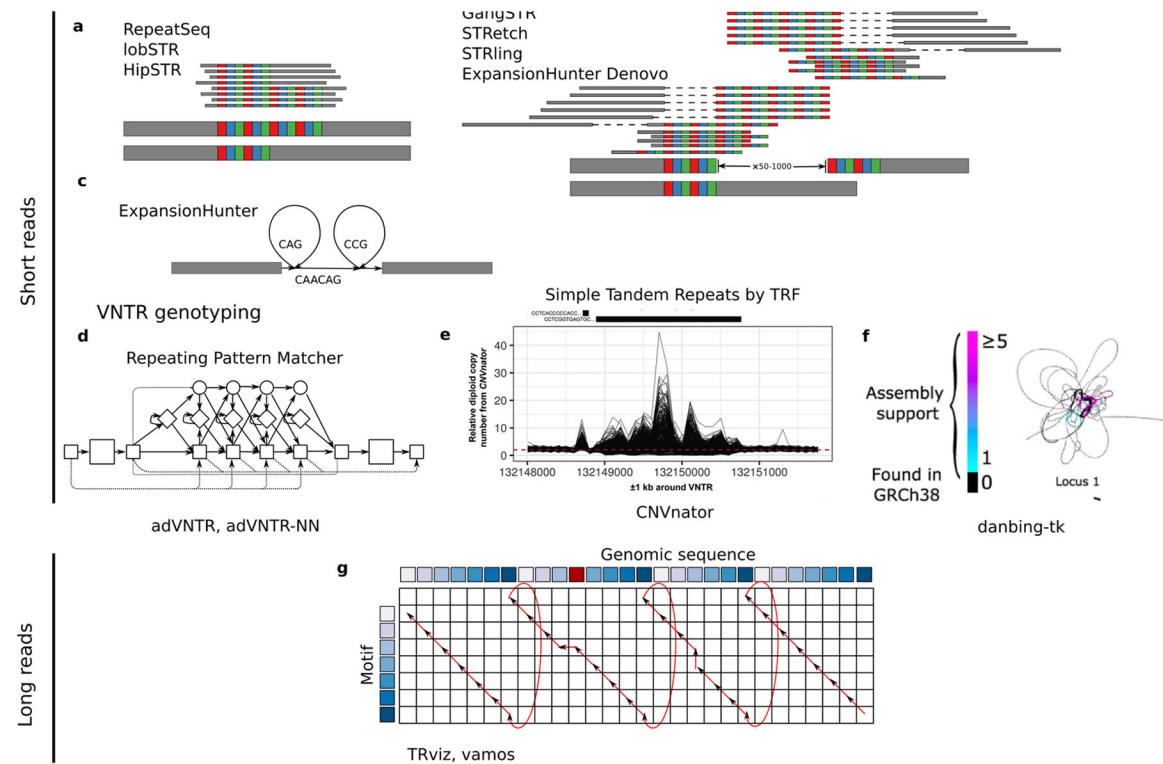 a
RepeatSeq
lobSTR
HipSTR
GangSTR
STRetch
STRling
ExpansionHunter Denovo
x50-1000
c
ExpansionHunter
CAG
CCG
CAACAG
Short reads
VNTR genotyping
d
Repeating Pattern Matcher
adVNTR, adVNTR-NN
Simple Tandem Repeats by TRF
CCTCACCCCCACC...
CCTCGGTGAGTGC...
e
Relative diploid copy
number from CNVnator
40
30
20
10
0
132148000
132149000
132150000
132151000
±1 kb around VNTR
CNVnator
f
≥5
Assembly
support
1
Found in
GRCh38
0
Locus 1
danbing-tk
Long reads
g
Genomic sequence
Motif
TRviz, vamos